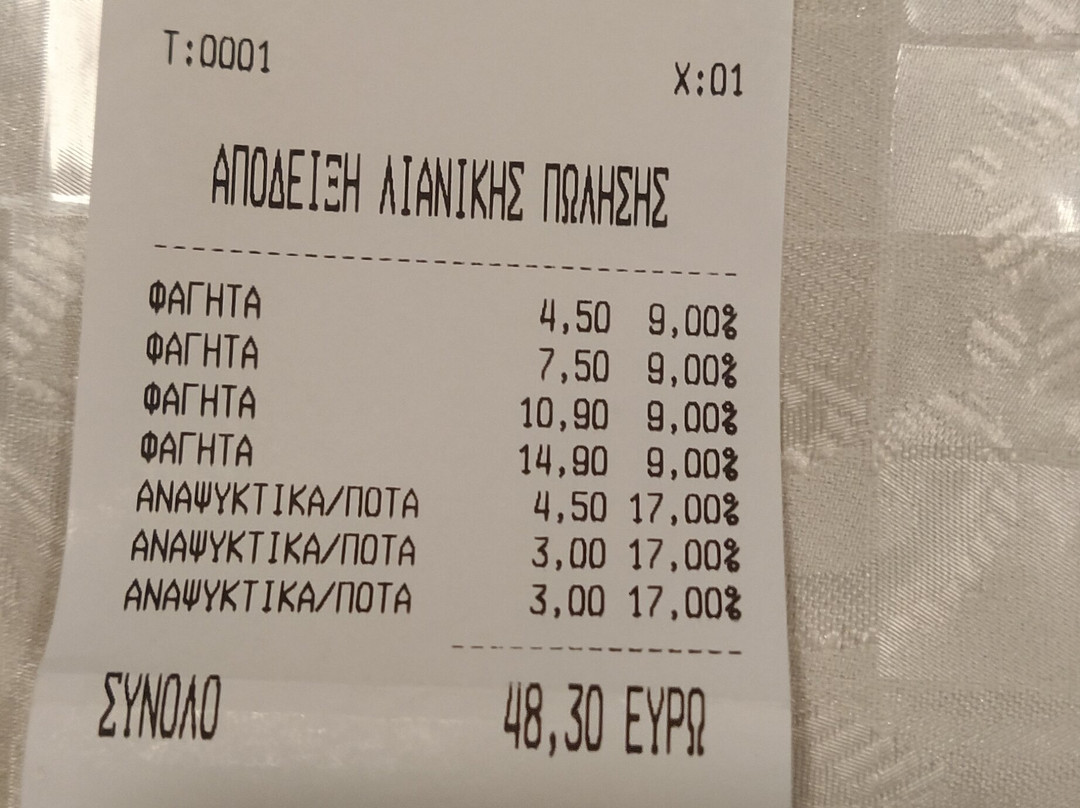 T:0001 X:01
ΑΠΟΔΕΙΞΗ ΛΙΑΝΙΚΗΣ ΠΩΛΗΣΗΣ
ΦΑΓΗΤΑ 4,50 9,00%
ΦΑΓΗΤΑ 7,50 9,00%
ΦΑΓΗΤΑ 10,90 9,00%
ΦΑΓΗΤΑ 14,90 9,00%
ΑΝΑΨΥΚΤΙΚΑ/ΠΟΤΑ 4,50 17,00%
ΑΝΑΨΥΚΤΙΚΑ/ΠΟΤΑ 3,00 17,00%
ΑΝΑΨΥΚΤΙΚΑ/ΠΟΤΑ 3,00 17,00%
ΣΥΝΟΛΟ 48,30 ΕΥΡΩ